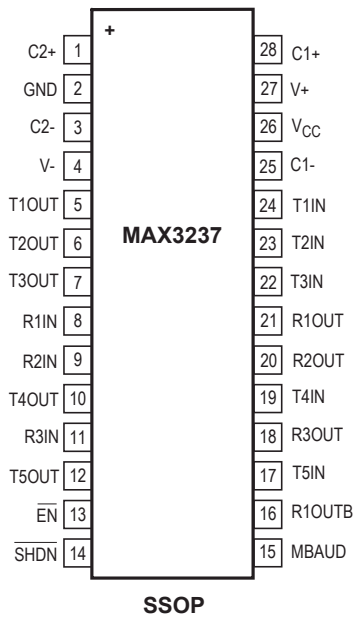 +
C2+ 1 28 C1+
GND 2 27 V+
C2- 3 26 VCC
V- 4 25 C1-
T1OUT 5 24 T1IN
T2OUT 6 MAX3237 23 T2IN
T3OUT 7 22 T3IN
R1IN 8 21 R1OUT
R2IN 9 20 R2OUT
T4OUT 10 19 T4IN
R3IN 11 18 R3OUT
T5OUT 12 17 T5IN
EN 13 16 R1OUTB
SHDN 14 15 MBAUD
SSOP